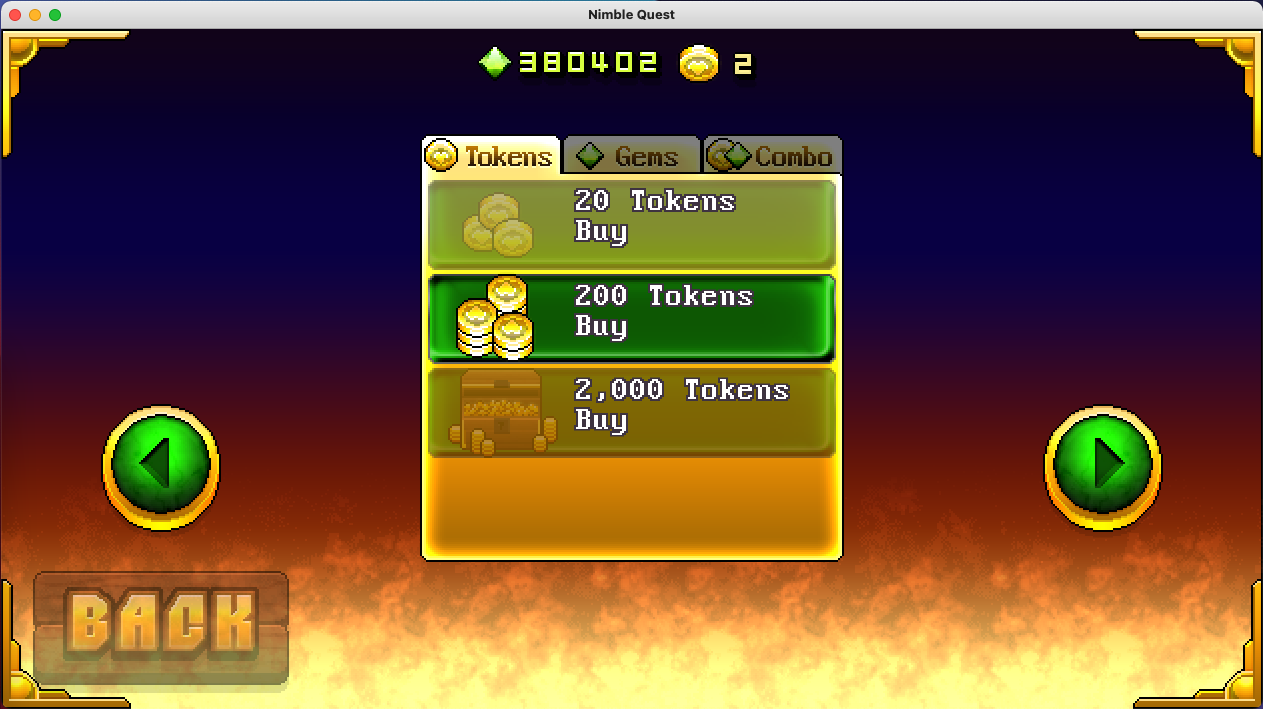 Nimble Quest
380402 2
Tokens Gems Combo
20 Tokens
Buy
200 Tokens
Buy
2,000 Tokens
Buy
BACK